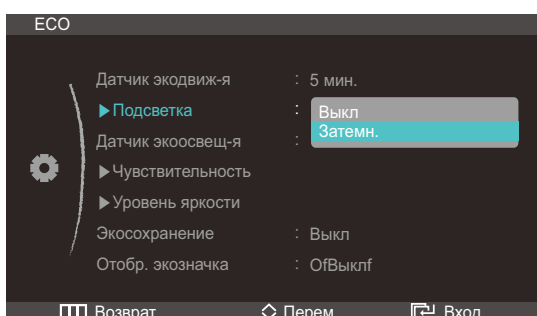 ECO
Датчик экодвиж-я : 5 мин.
▶Подсветка : Выкл
Затемн.
Датчик экоосвещ-я :
▶Чувствительность
▶Уровень яркости
Экосохранение : Выкл
Отобр. экозначка : OfВыклf
Возврат Перем. Вход